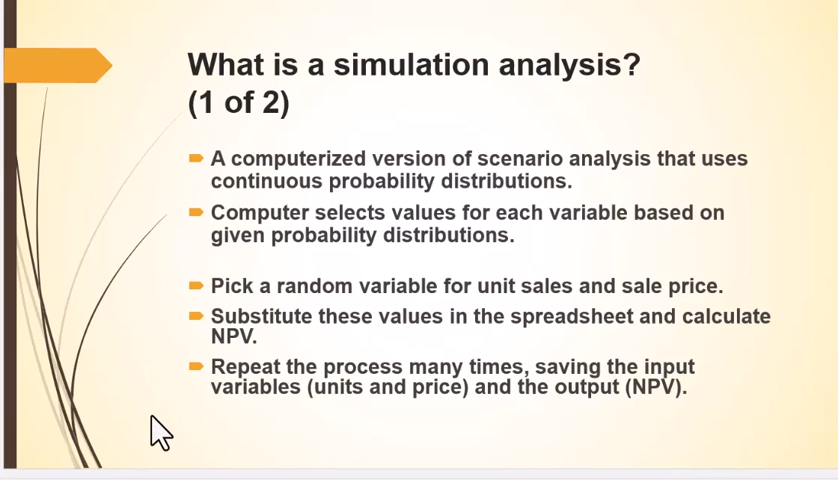 What is a simulation analysis?
(1 of 2)
A computerized version of scenario analysis that uses
continuous probability distributions.
Computer selects values for each variable based on
given probability distributions.
Pick a random variable for unit sales and sale price.
Substitute these values in the spreadsheet and calculate
NPV.
Repeat the process many times, saving the input
variables (units and price) and the output (NPV).